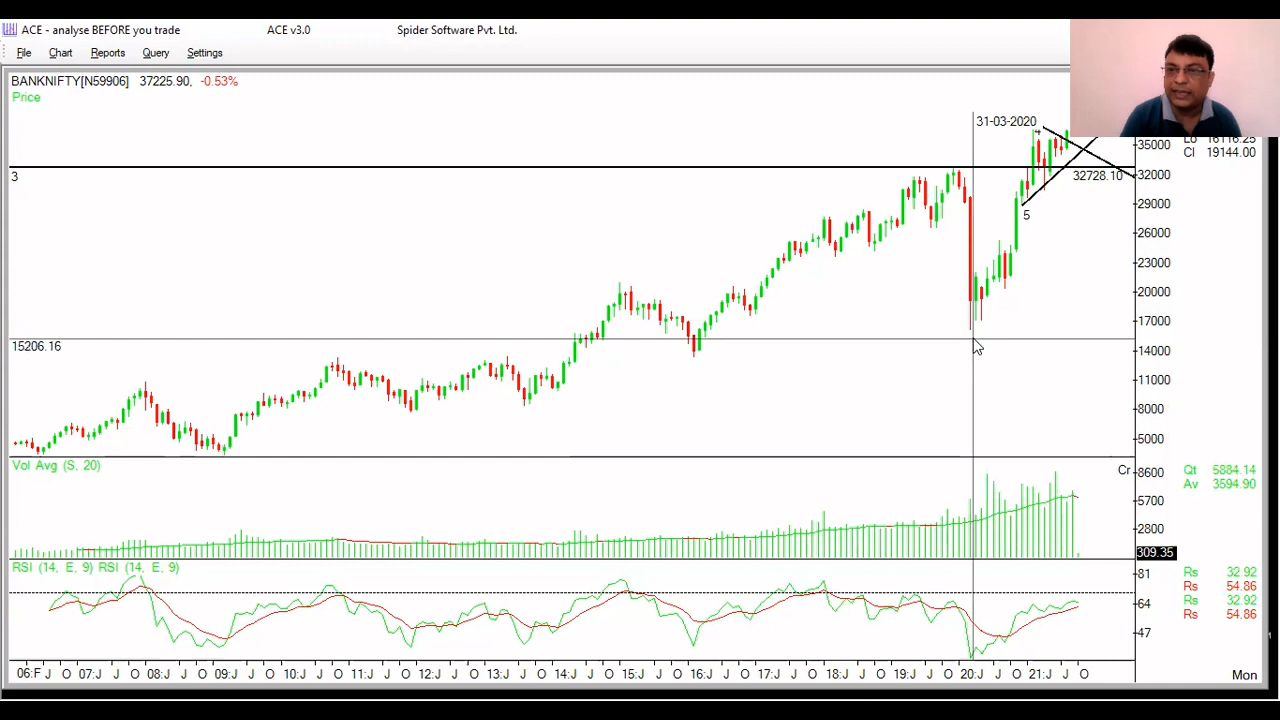 ACE - analyse BEFORE you trade ACE v3.0 Spider Software Pvt. Ltd.
File Chart Reports Query Settings
BANKNIFTY[N59906] 37225.90, -0.53%
Price
31-03-2020
4
35000
Cl 19144.00
3
32728.10
32000
29000
5
26000
23000
20000
17000
15206.16
14000
11000
8000
5000
Vol Avg (S, 20)
Cr
8600
Qt 5884.14
Av 3594.90
5700
2800
309.35
RSI (14, E, 9) RSI (14, E, 9)
81
Rs 32.92
Rs 54.86
64
Rs 32.92
Rs 54.86
47
06:F J O 07:J J O 08:J J O 09:J J O 10:J J O 11:J J O 12:J J O 13:J J O 14:J J O 15:J J O 16:J J O 17:J J O 18:J J O 19:J J O 20:J J O 21:J J O
Mon